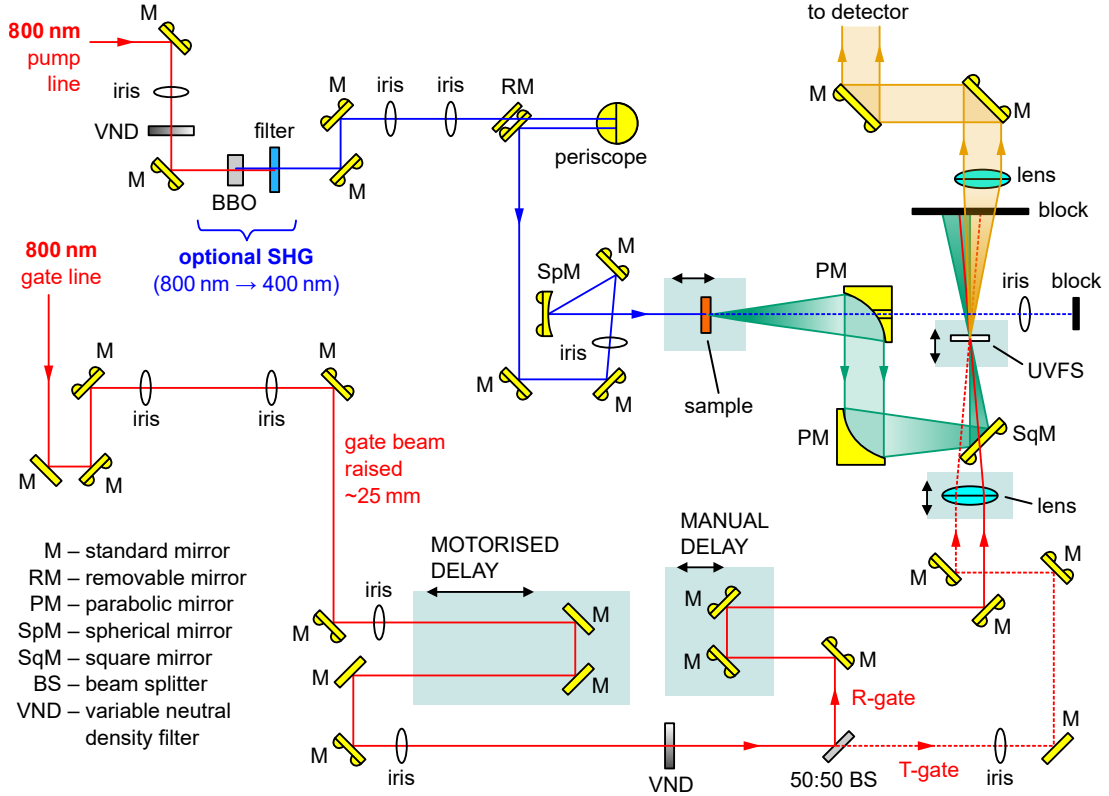 to detector
M
800 nm
pump
line
iris
VND
M
filter
BBO
M
M
iris
iris
RM
periscope
M
M
lens
block
optional SHG
(800 nm → 400 nm)
800 nm
gate line
SpM
M
iris
M
M
sample
PM
PM
iris
block
UVFS
SqM
lens
M
iris
iris
M
M
M
gate beam
raised
~25 mm
MOTORISED
DELAY
MANUAL
DELAY
M
iris
M
M
M
M
iris
M
M
M
M
M
M
M
R-gate
VND
50:50 BS
T-gate
iris
M
M – standard mirror
RM – removable mirror
PM – parabolic mirror
SpM – spherical mirror
SqM – square mirror
BS – beam splitter
VND – variable neutral
density filter